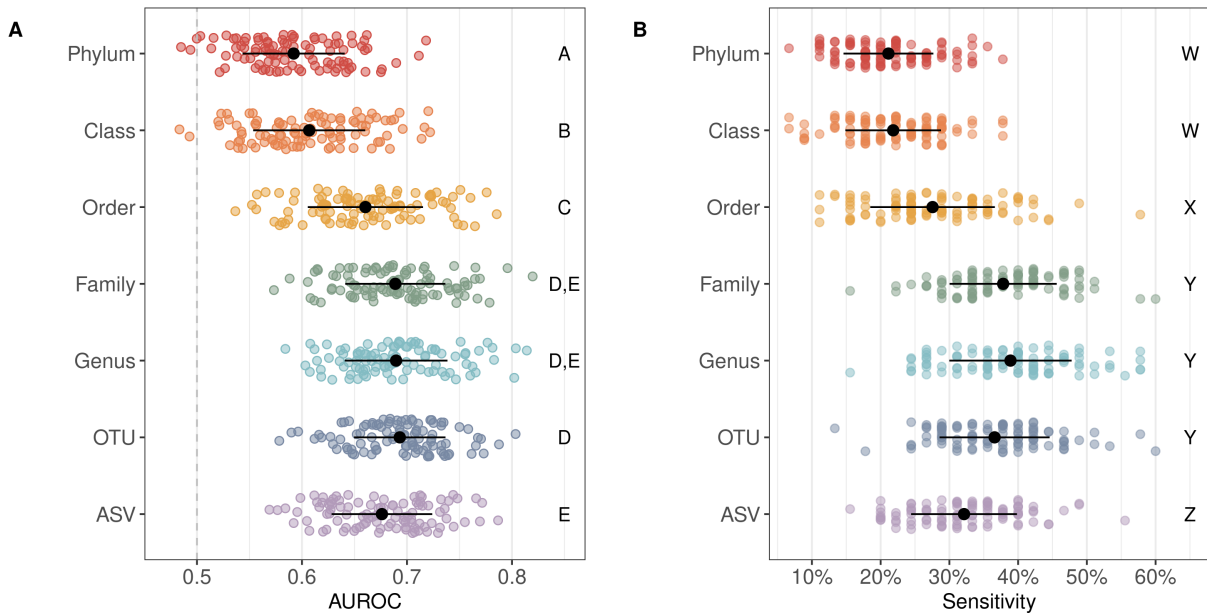 A
Phylum
A
Class
B
Order
C
Family
D,E
Genus
D,E
OTU
D
ASV
E
0.5 0.6 0.7 0.8
AUROC
B
Phylum
W
Class
W
Order
X
Family
Y
Genus
Y
OTU
Y
ASV
Z
10% 20% 30% 40% 50% 60%
Sensitivity